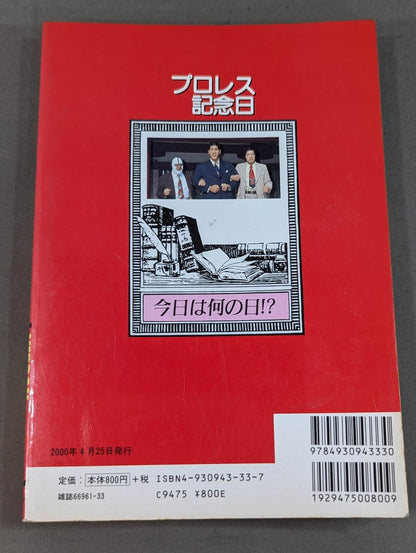 プロレス
記念日
今日は何の日!?
2000年4月25日発行
定価：本体800円+税
雑誌66961-33
ISBN4-930943-33-7
C9475 ¥800E
9784930943330
1929475008009